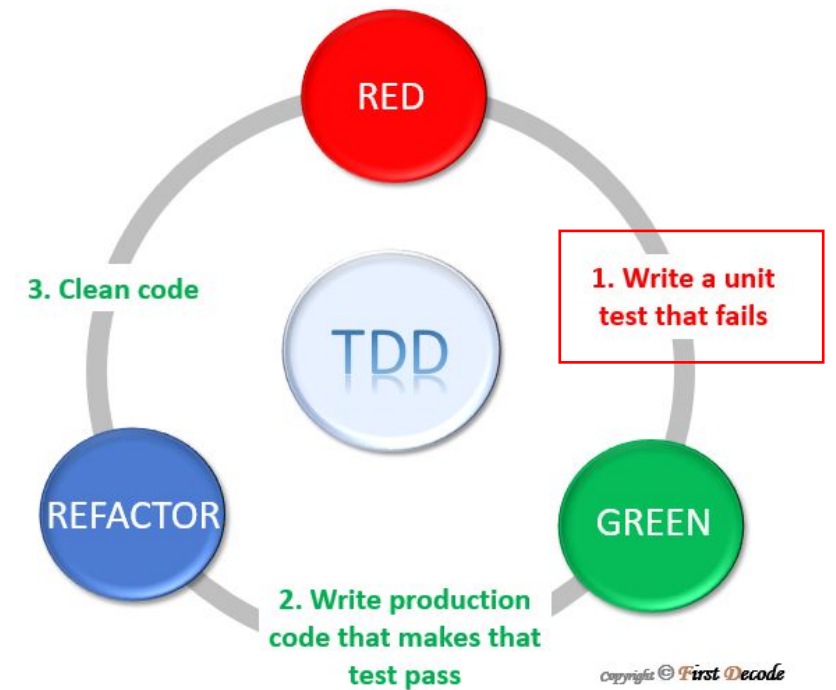 RED
1. Write a unit
test that fails
3. Clean code
TDD
REFACTOR
GREEN
2. Write production
code that makes that
test pass
Copyright © First Decode